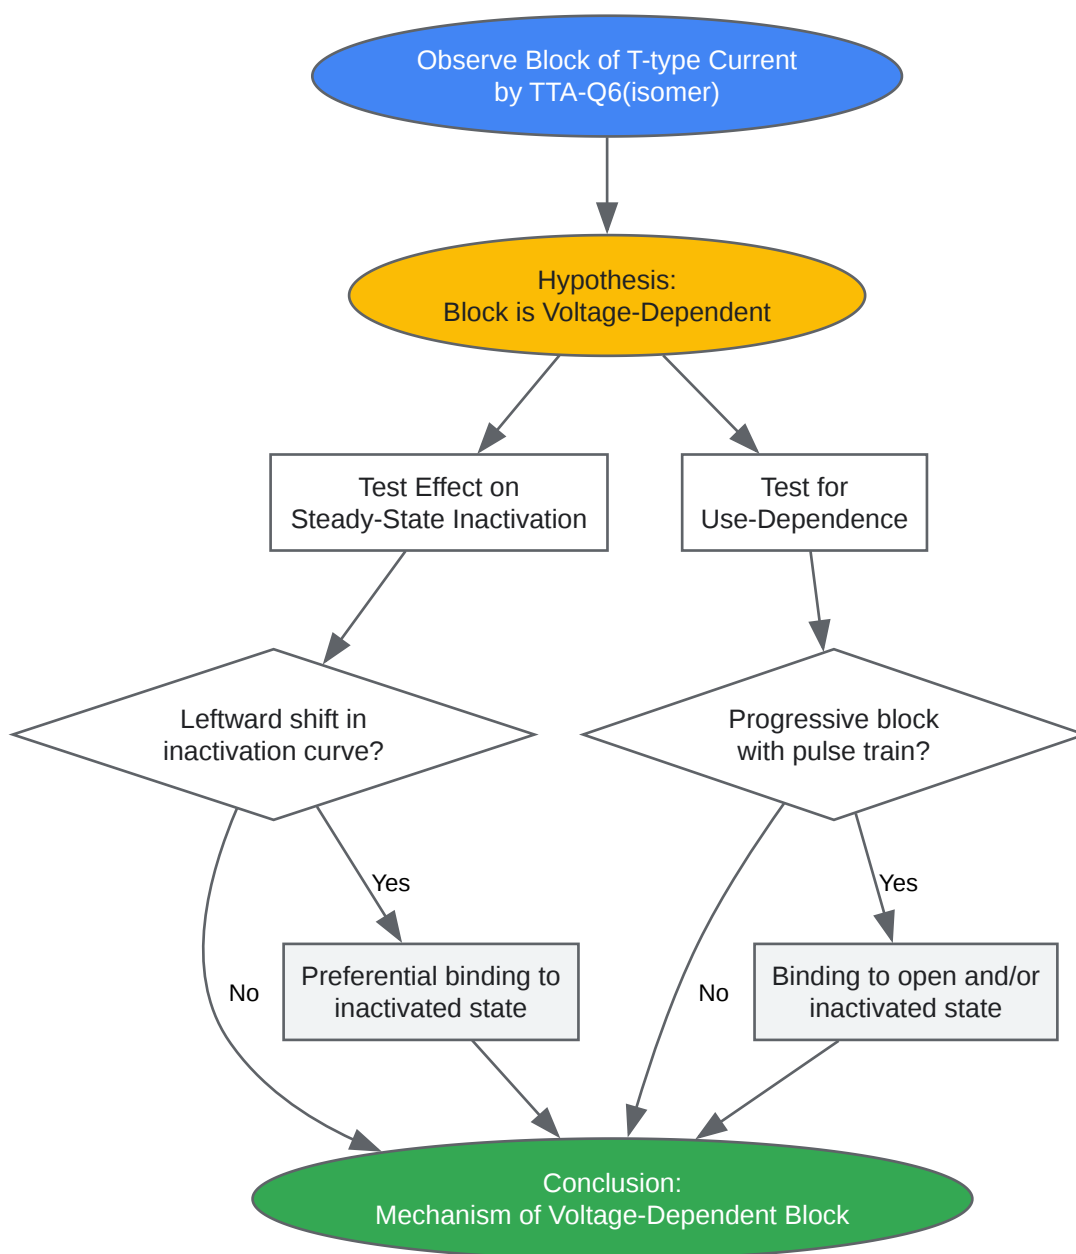 Observe Block of T-type Current
by TTA-Q6(isomer)
Hypothesis:
Block is Voltage-Dependent
Test Effect on
Steady-State Inactivation
Test for
Use-Dependence
Leftward shift in
inactivation curve?
Progressive block
with pulse train?
Yes
Yes
No
Preferential binding to
inactivated state
No
Binding to open and/or
inactivated state
Conclusion:
Mechanism of Voltage-Dependent Block